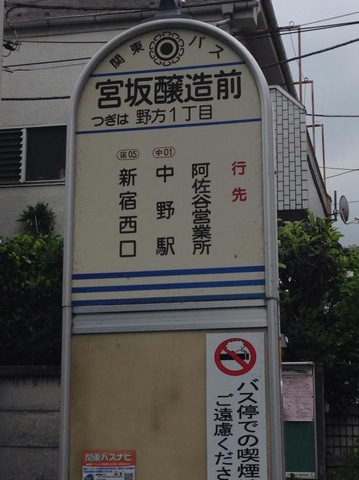 関東バス
宮坂醸造前
つぎは 野方1丁目
行先
阿佐谷営業所
中01
中野駅
宿05
新宿西口
バス停での喫煙
ご遠慮くださ
関東バスナビ